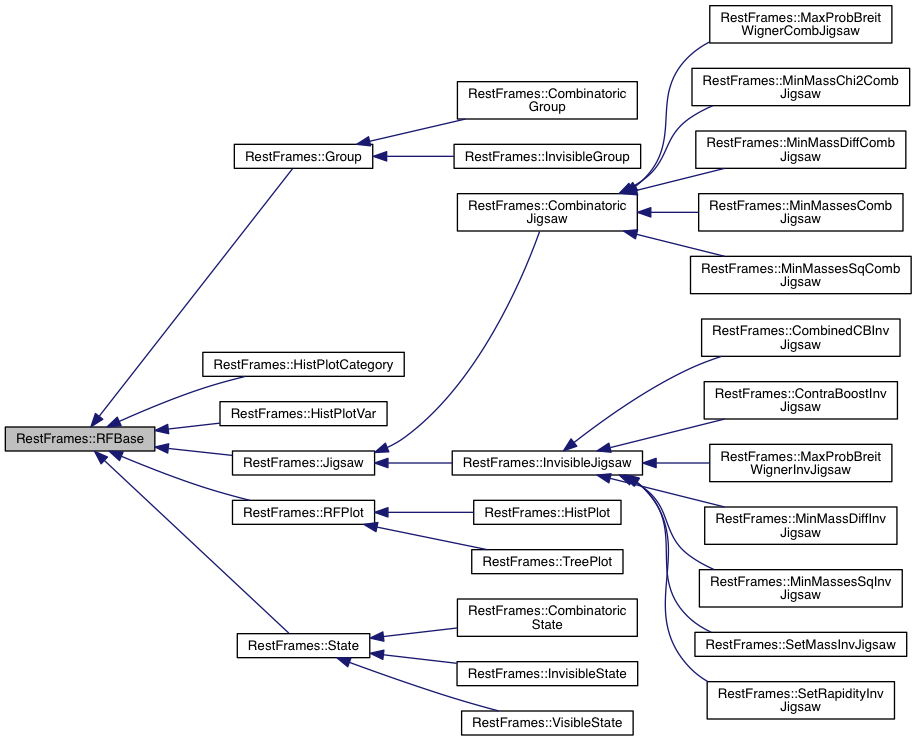 RestFrames::RFBase
RestFrames::Group
RestFrames::HistPlotCategory
RestFrames::HistPlotVar
RestFrames::Jigsaw
RestFrames::RFPlot
RestFrames::State
RestFrames::Combinatoric
Group
RestFrames::InvisibleGroup
RestFrames::Combinatoric
Jigsaw
RestFrames::InvisibleJigsaw
RestFrames::HistPlot
RestFrames::TreePlot
RestFrames::Combinatoric
State
RestFrames::InvisibleState
RestFrames::VisibleState
RestFrames::MaxProbBreit
WignerCombJigsaw
RestFrames::MinMassChi2Comb
Jigsaw
RestFrames::MinMassDiffComb
Jigsaw
RestFrames::MinMassesComb
Jigsaw
RestFrames::MinMassesSqComb
Jigsaw
RestFrames::CombinedCBInv
Jigsaw
RestFrames::ContraBoostInv
Jigsaw
RestFrames::MaxProbBreit
WignerInvJigsaw
RestFrames::MinMassDiffInv
Jigsaw
RestFrames::MinMassesSqInv
Jigsaw
RestFrames::SetMassInvJigsaw
RestFrames::SetRapidityInv
Jigsaw